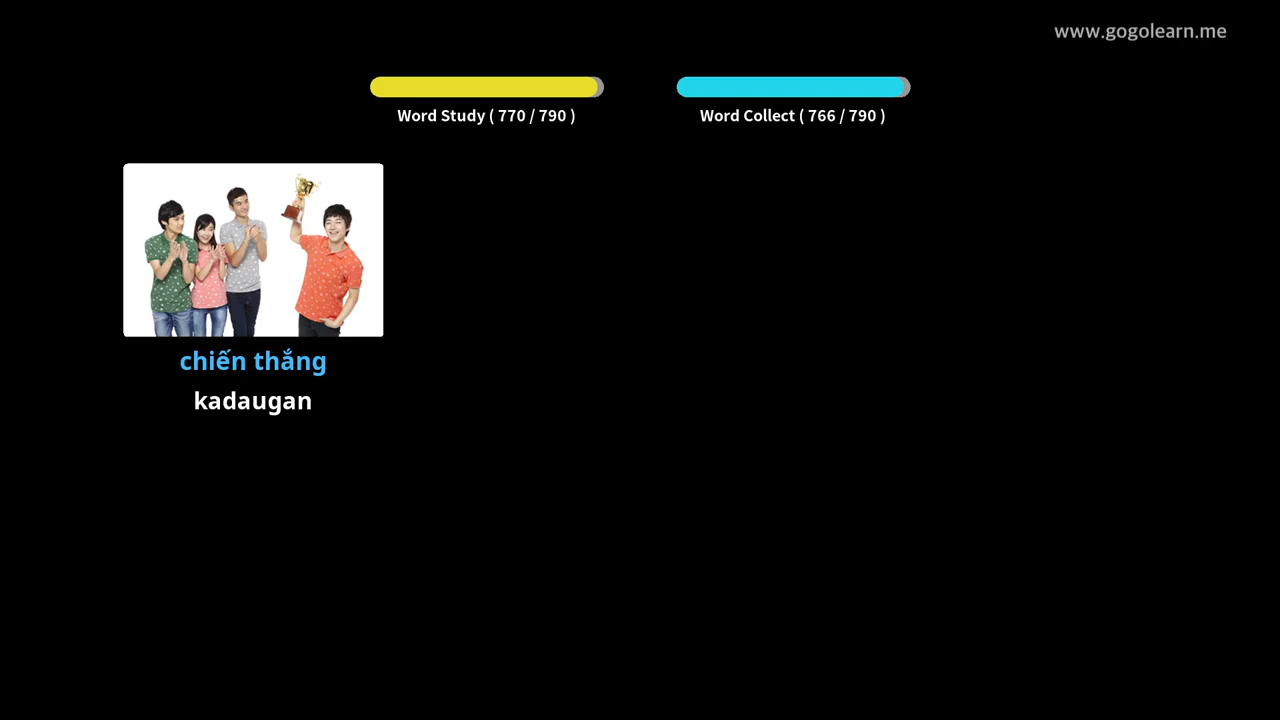 www.gogolearn.me
Word Study ( 770 / 790 )
Word Collect ( 766 / 790 )
chiến thắng
kadaugan